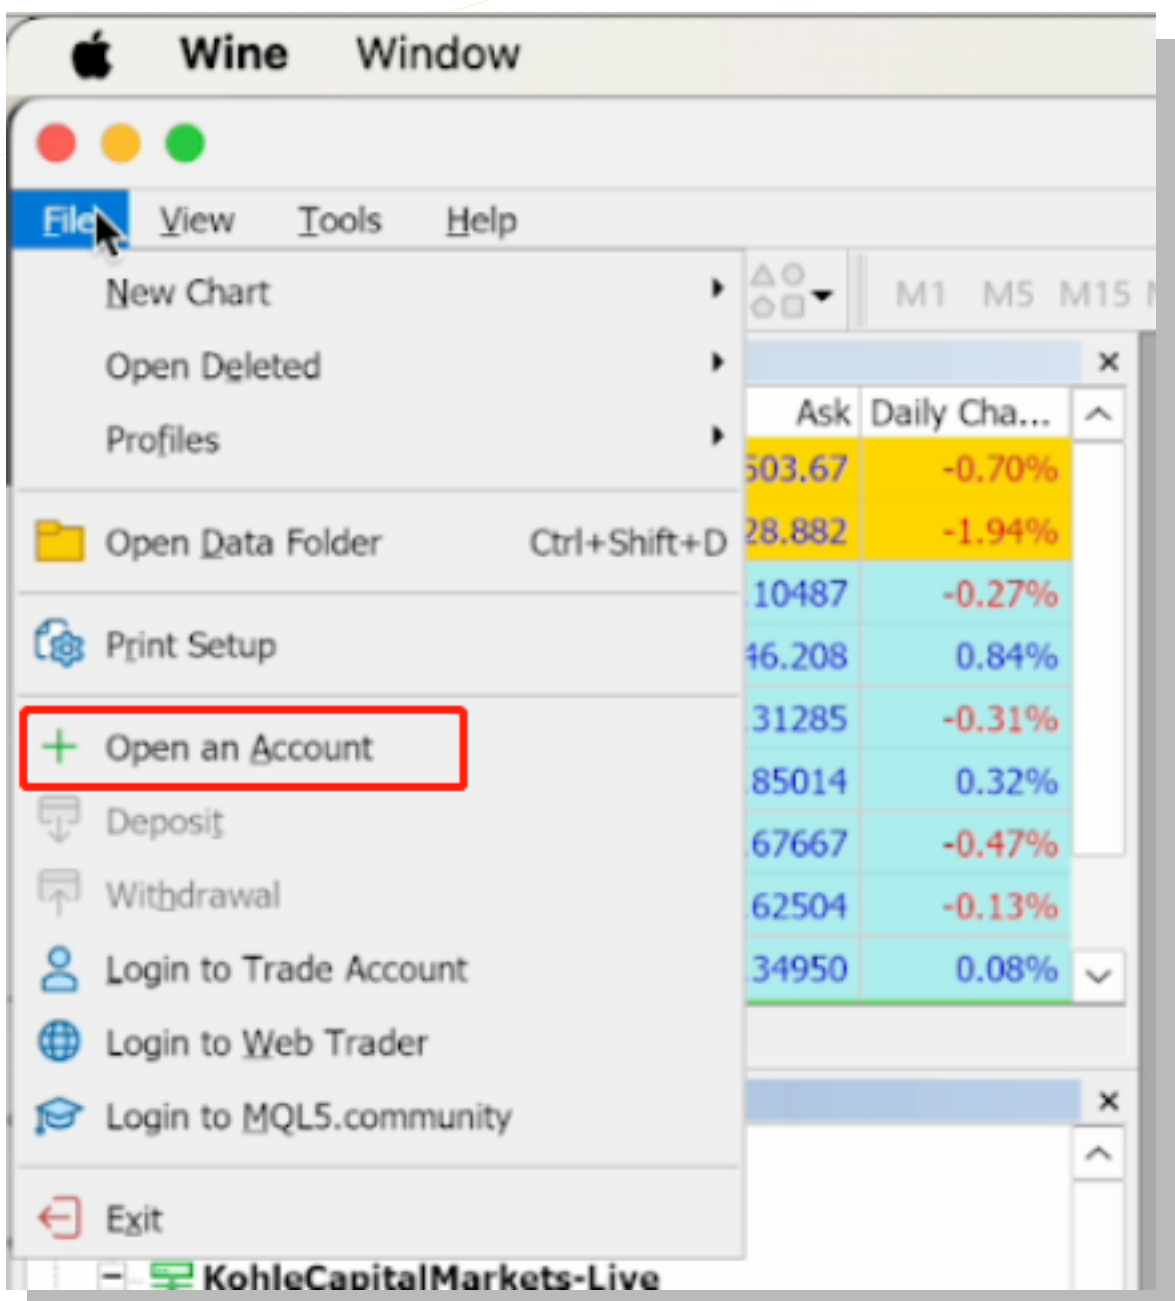 Wine Window
File View Tools Help
New Chart
Open Deleted
Profiles
Open Data Folder Ctrl+Shift+D
Print Setup
Open an Account
Deposit
Withdrawal
Login to Trade Account
Login to Web Trader
Login to MQL5.community
Exit
M1 M5 M15
Ask Daily Cha...
503.67 -0.70%
28.882 -1.94%
10487 -0.27%
46.208 0.84%
31285 -0.31%
85014 0.32%
67667 -0.47%
62504 -0.13%
34950 0.08%
KohleCapitalMarkets-Live